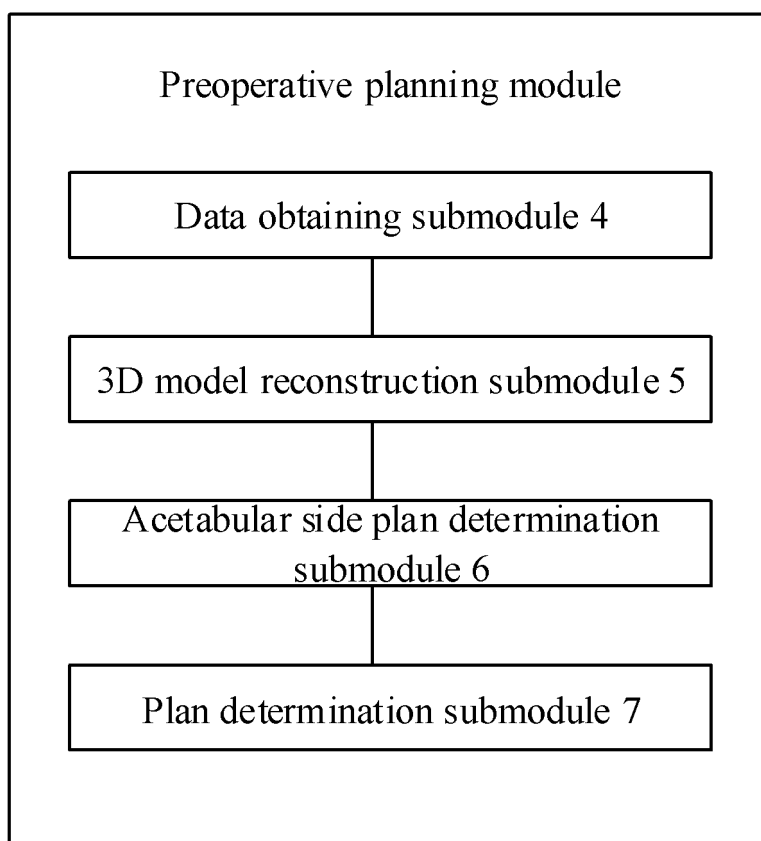 Preoperative planning module
Data obtaining submodule 4
3D model reconstruction submodule 5
Acetabular side plan determination
submodule 6
Plan determination submodule 7